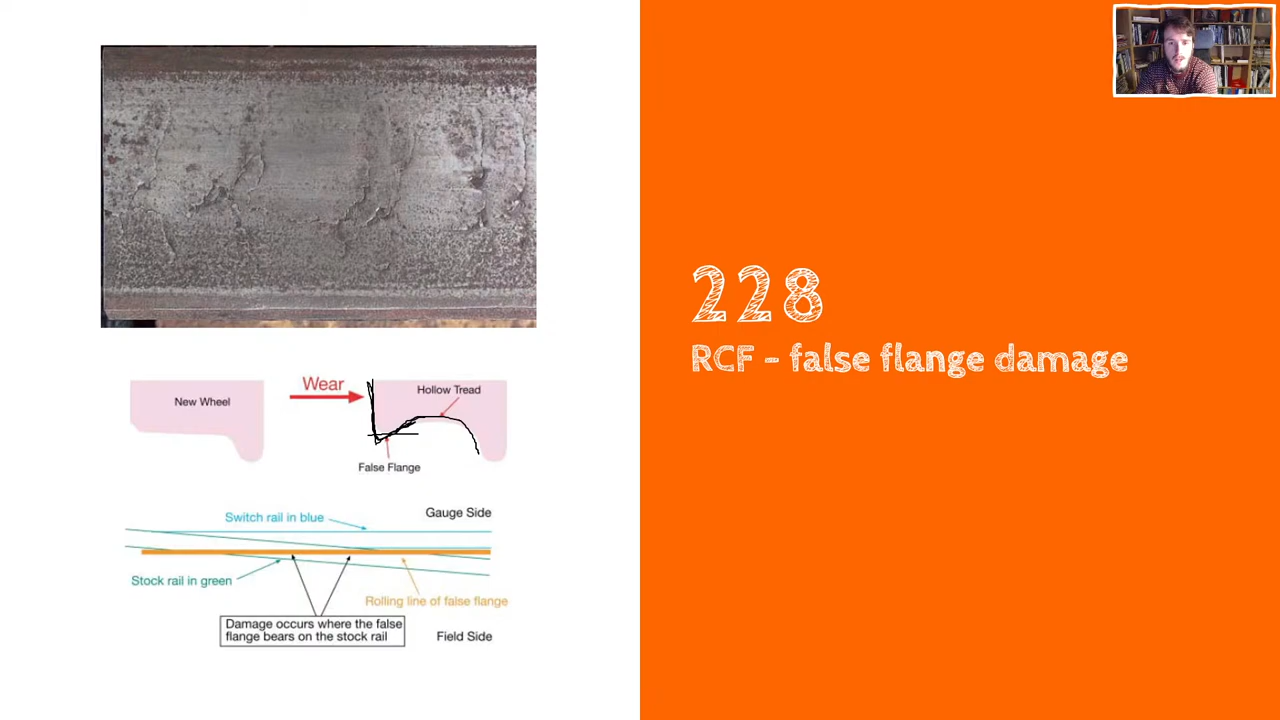 228
RCF - false flange damage
Wear
New Wheel
Hollow Tread
False Flange
Switch rail in blue
Gauge Side
Stock rail in green
Rolling line of false flange
Damage occurs where the false
flange bears on the stock rail
Field Side